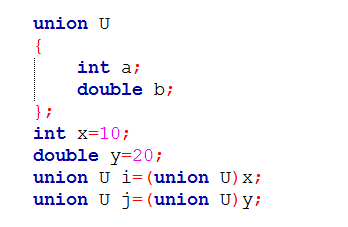 union U
{
    int a;
    double b;
};
int x=10;
double y=20;
union U i=(union U)x;
union U j=(union U)y;